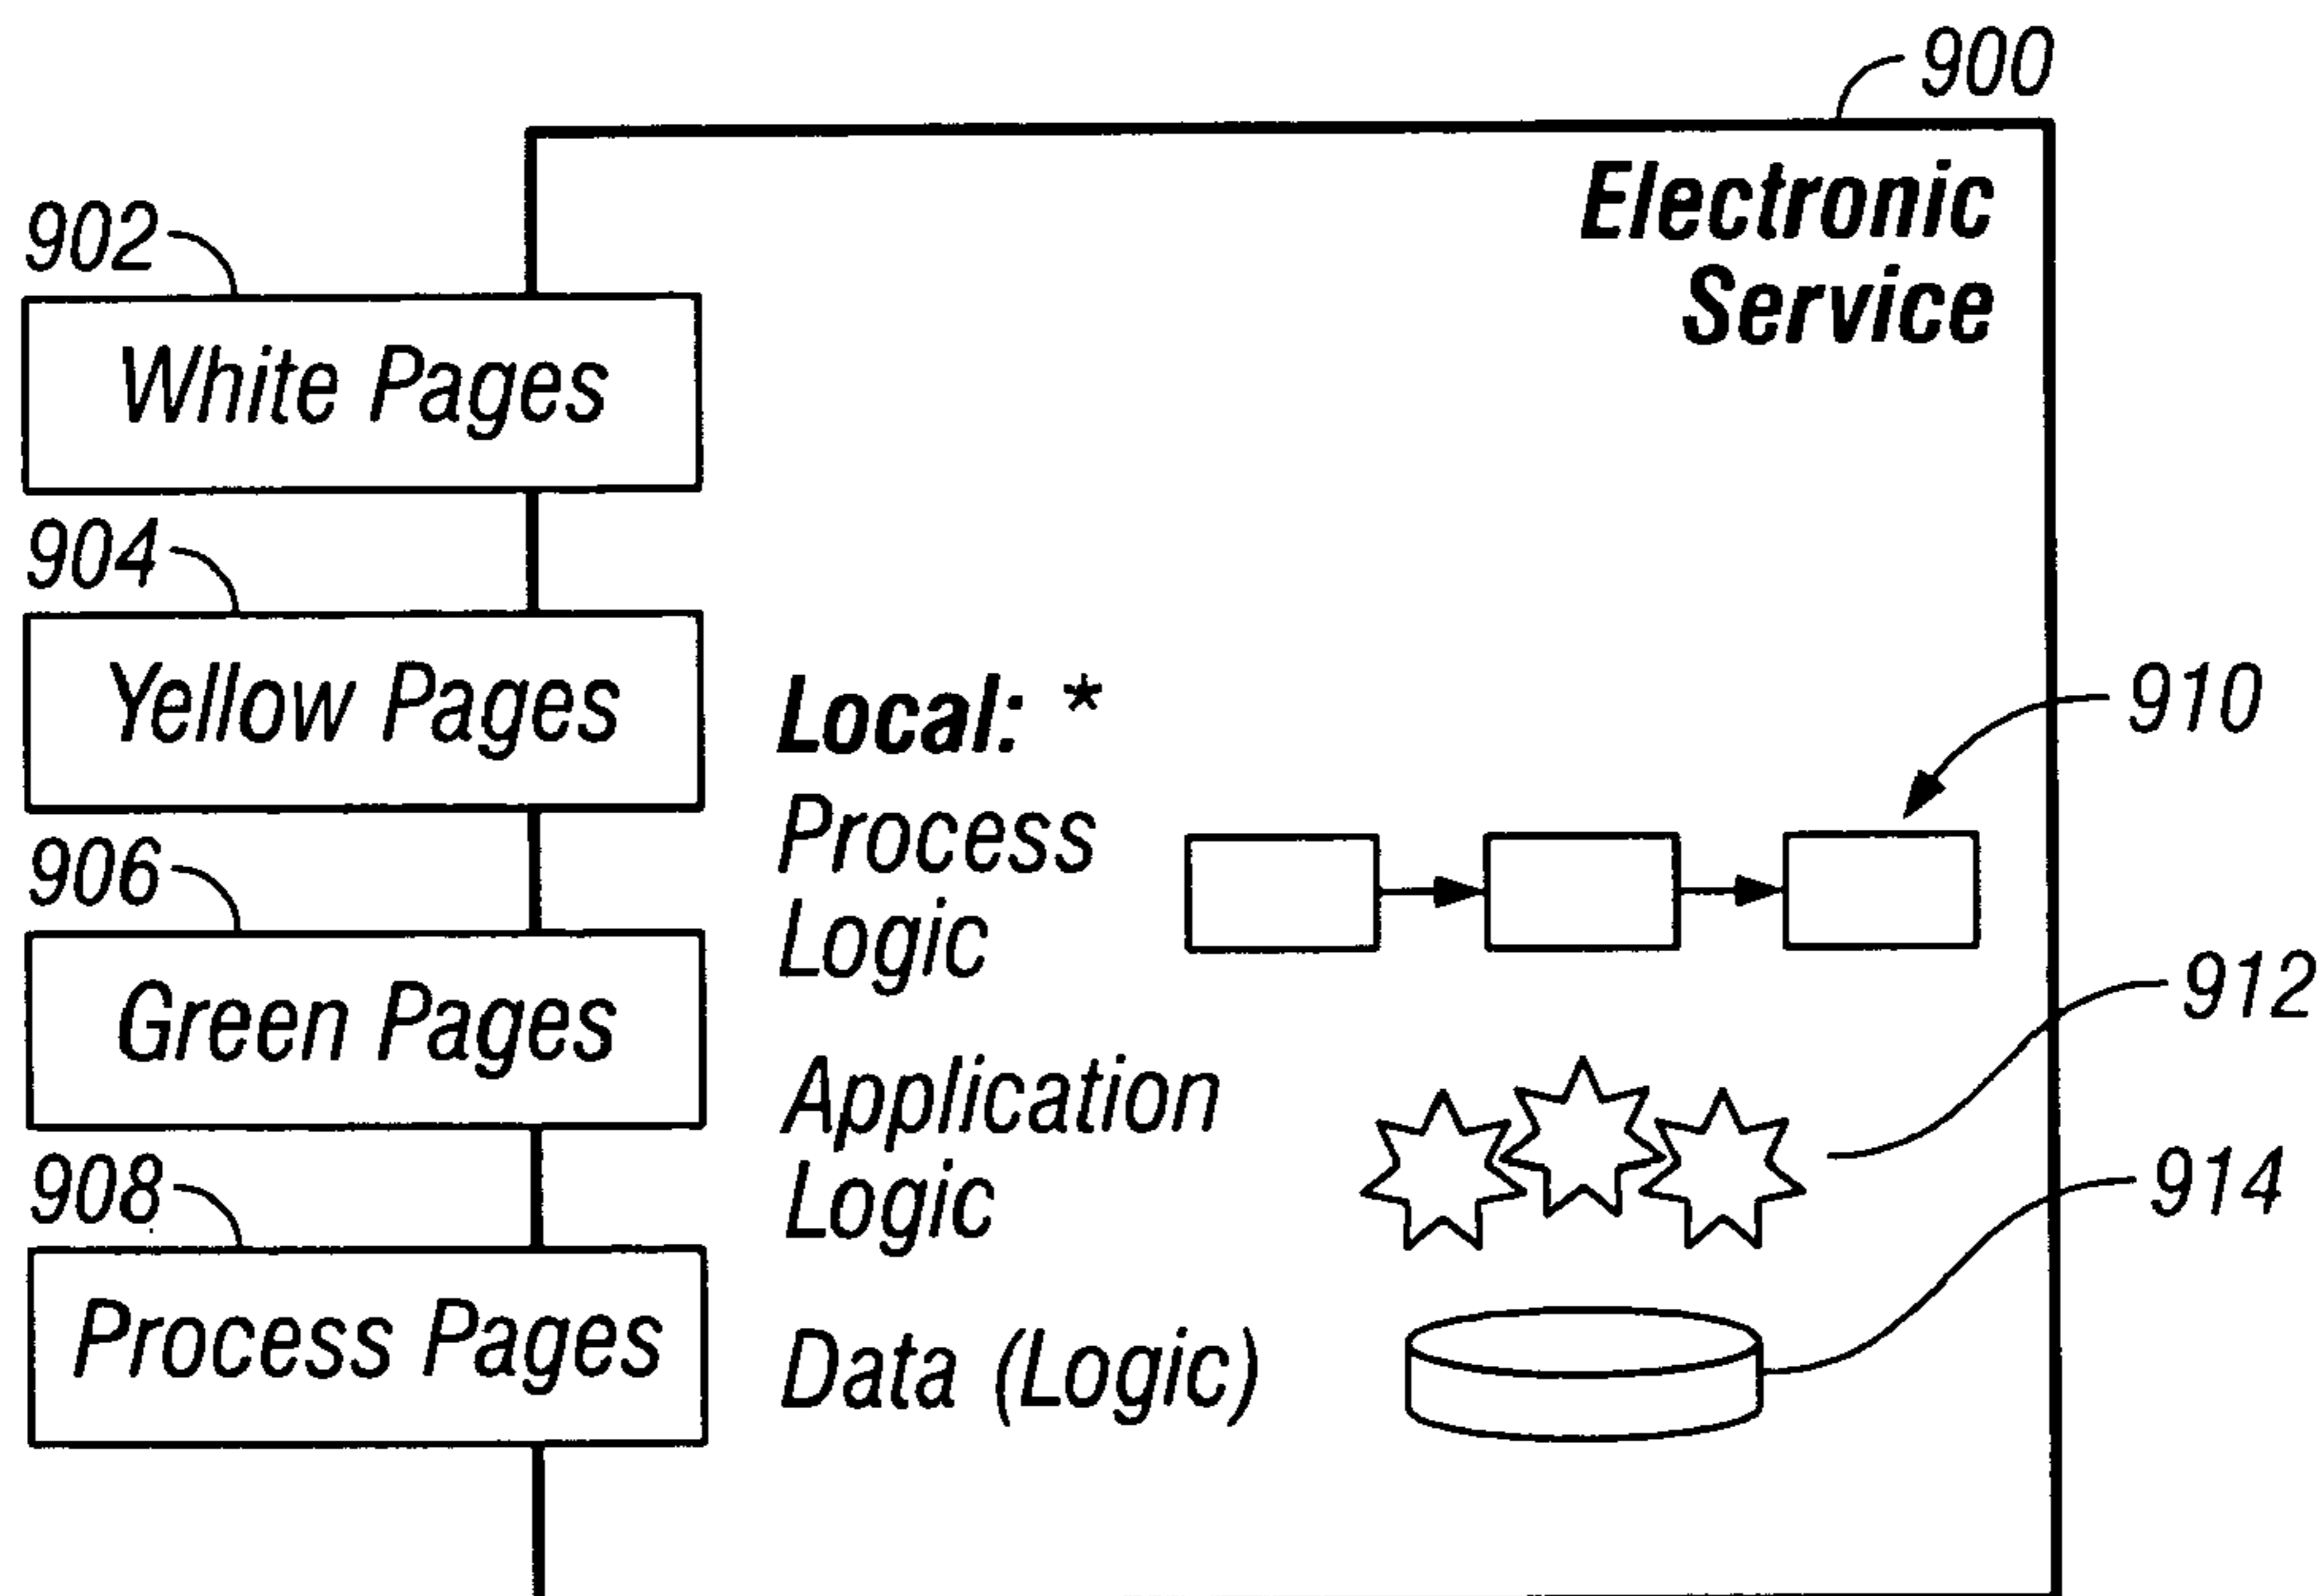 900
Electronic
Service
902
White Pages
904
Yellow Pages
Local: *
910
Process
Logic
906
Green Pages
912
Application
Logic
908
914
Process Pages
Data (Logic)